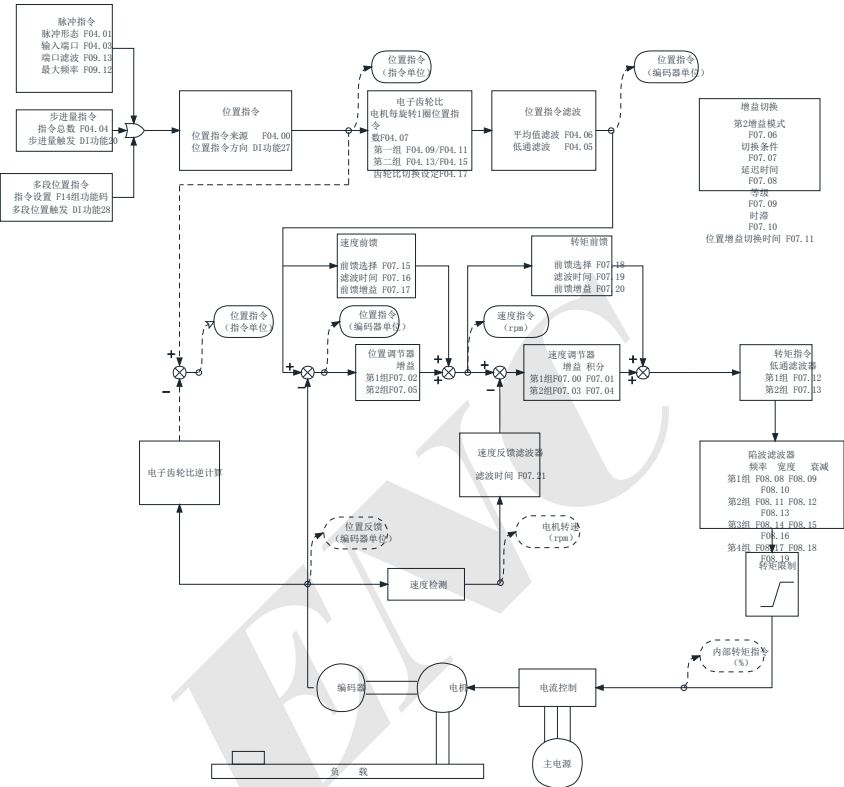 脉冲指令
脉冲形态 F04.01
输入端口 F04.03
端口滤波 F09.13
最大频率 F09.12
步进量指令
指令总数 F04.04
步进量触发 DI功能20
多段位置指令
指令设置 F14组功能码
多段位置触发 DI功能28
位置指令
位置指令来源 F04.00
位置指令方向 DI功能27
位置指令
(指令单位)
电子齿轮比
电机每旋转1圈位置指
令
数F04.07
第一组 F04.09/F04.11
第二组 F04.13/F04.15
齿轮比切换设定F04.17
位置指令滤波
平均值滤波 F04.06
低通滤波 F04.05
位置指令
(编码器单位)
增益切换
第2增益模式
F07.06
切换条件
F07.07
延迟时间
F07.08
等级
F07.09
时滞
F07.10
位置增益切换时间 F07.11
速度前馈
前馈选择 F07.15
滤波时间 F07.16
前馈增益 F07.17
转矩前馈
前馈选择 F07.18
滤波时间 F07.19
前馈增益 F07.20
位置指令
(指令单位)
位置指令
(编码器单位)
速度指令
(rpm)
+
−
+
−
位置调节器
增益
第1组F07.02
第2组F07.05
+
+
+
−
速度调节器
增益 积分
第1组F07.00 F07.01
第2组F07.03 F07.04
+
+
转矩指令
低通滤波器
第1组 F07.12
第2组 F07.13
电子齿轮比逆计算
速度反馈滤波器
滤波时间 F07.21
陷波滤波器
频率 宽度 衰减
第1组 F08.08 F08.09
F08.10
第2组 F08.11 F08.12
F08.13
第3组 F08.14 F08.15
F08.16
第4组 F08.17 F08.18
F08.19
位置反馈
(编码器单位)
电机转速
(rpm)
速度检测
转矩限制
内部转矩指令
(%)
编码器
电机
电流控制
主电源
负 载
ENC